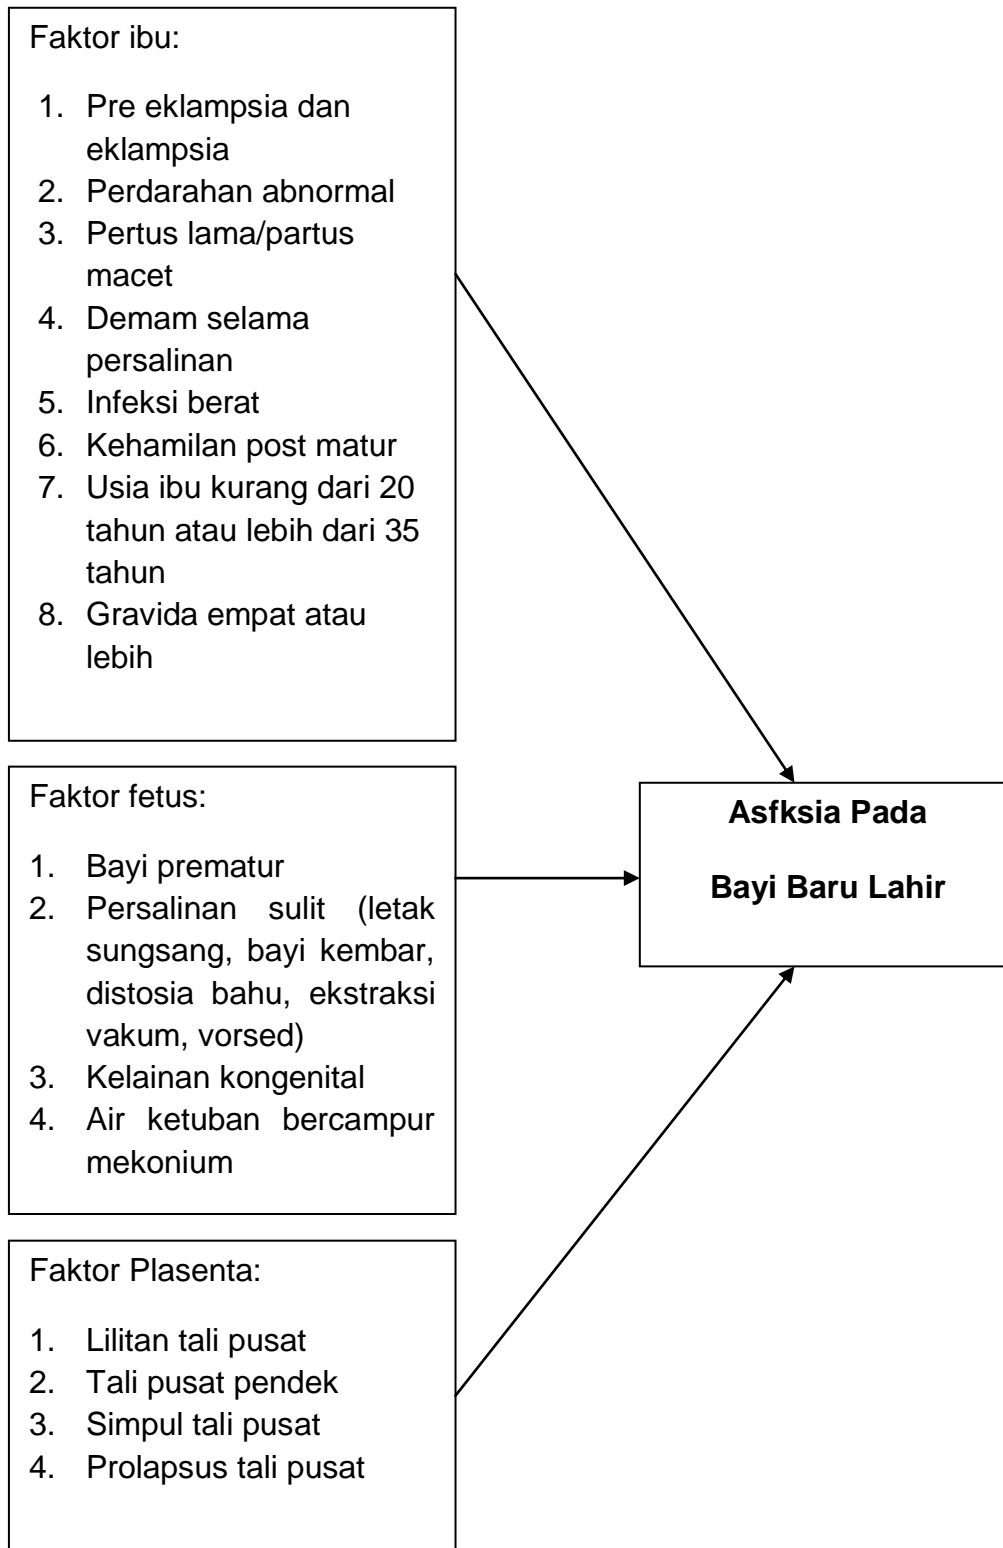 Faktor ibu:
1. Pre eklampsia dan
eklampsia
2. Perdarahan abnormal
3. Pertus lama/partus
macet
4. Demam selama
persalinan
5. Infeksi berat
6. Kehamilan post matur
7. Usia ibu kurang dari 20
tahun atau lebih dari 35
tahun
8. Gravida empat atau
lebih
Faktor fetus:
1. Bayi prematur
2. Persalinan sulit (letak
sungsang, bayi kembar,
distosia bahu, ekstraksi
vakum, vorsed)
3. Kelainan kongenital
4. Air ketuban bercampur
mekonium
Faktor Plasenta:
1. Lilitan tali pusat
2. Tali pusat pendek
3. Simpul tali pusat
4. Prolapsus tali pusat
Asfksia Pada
Bayi Baru Lahir